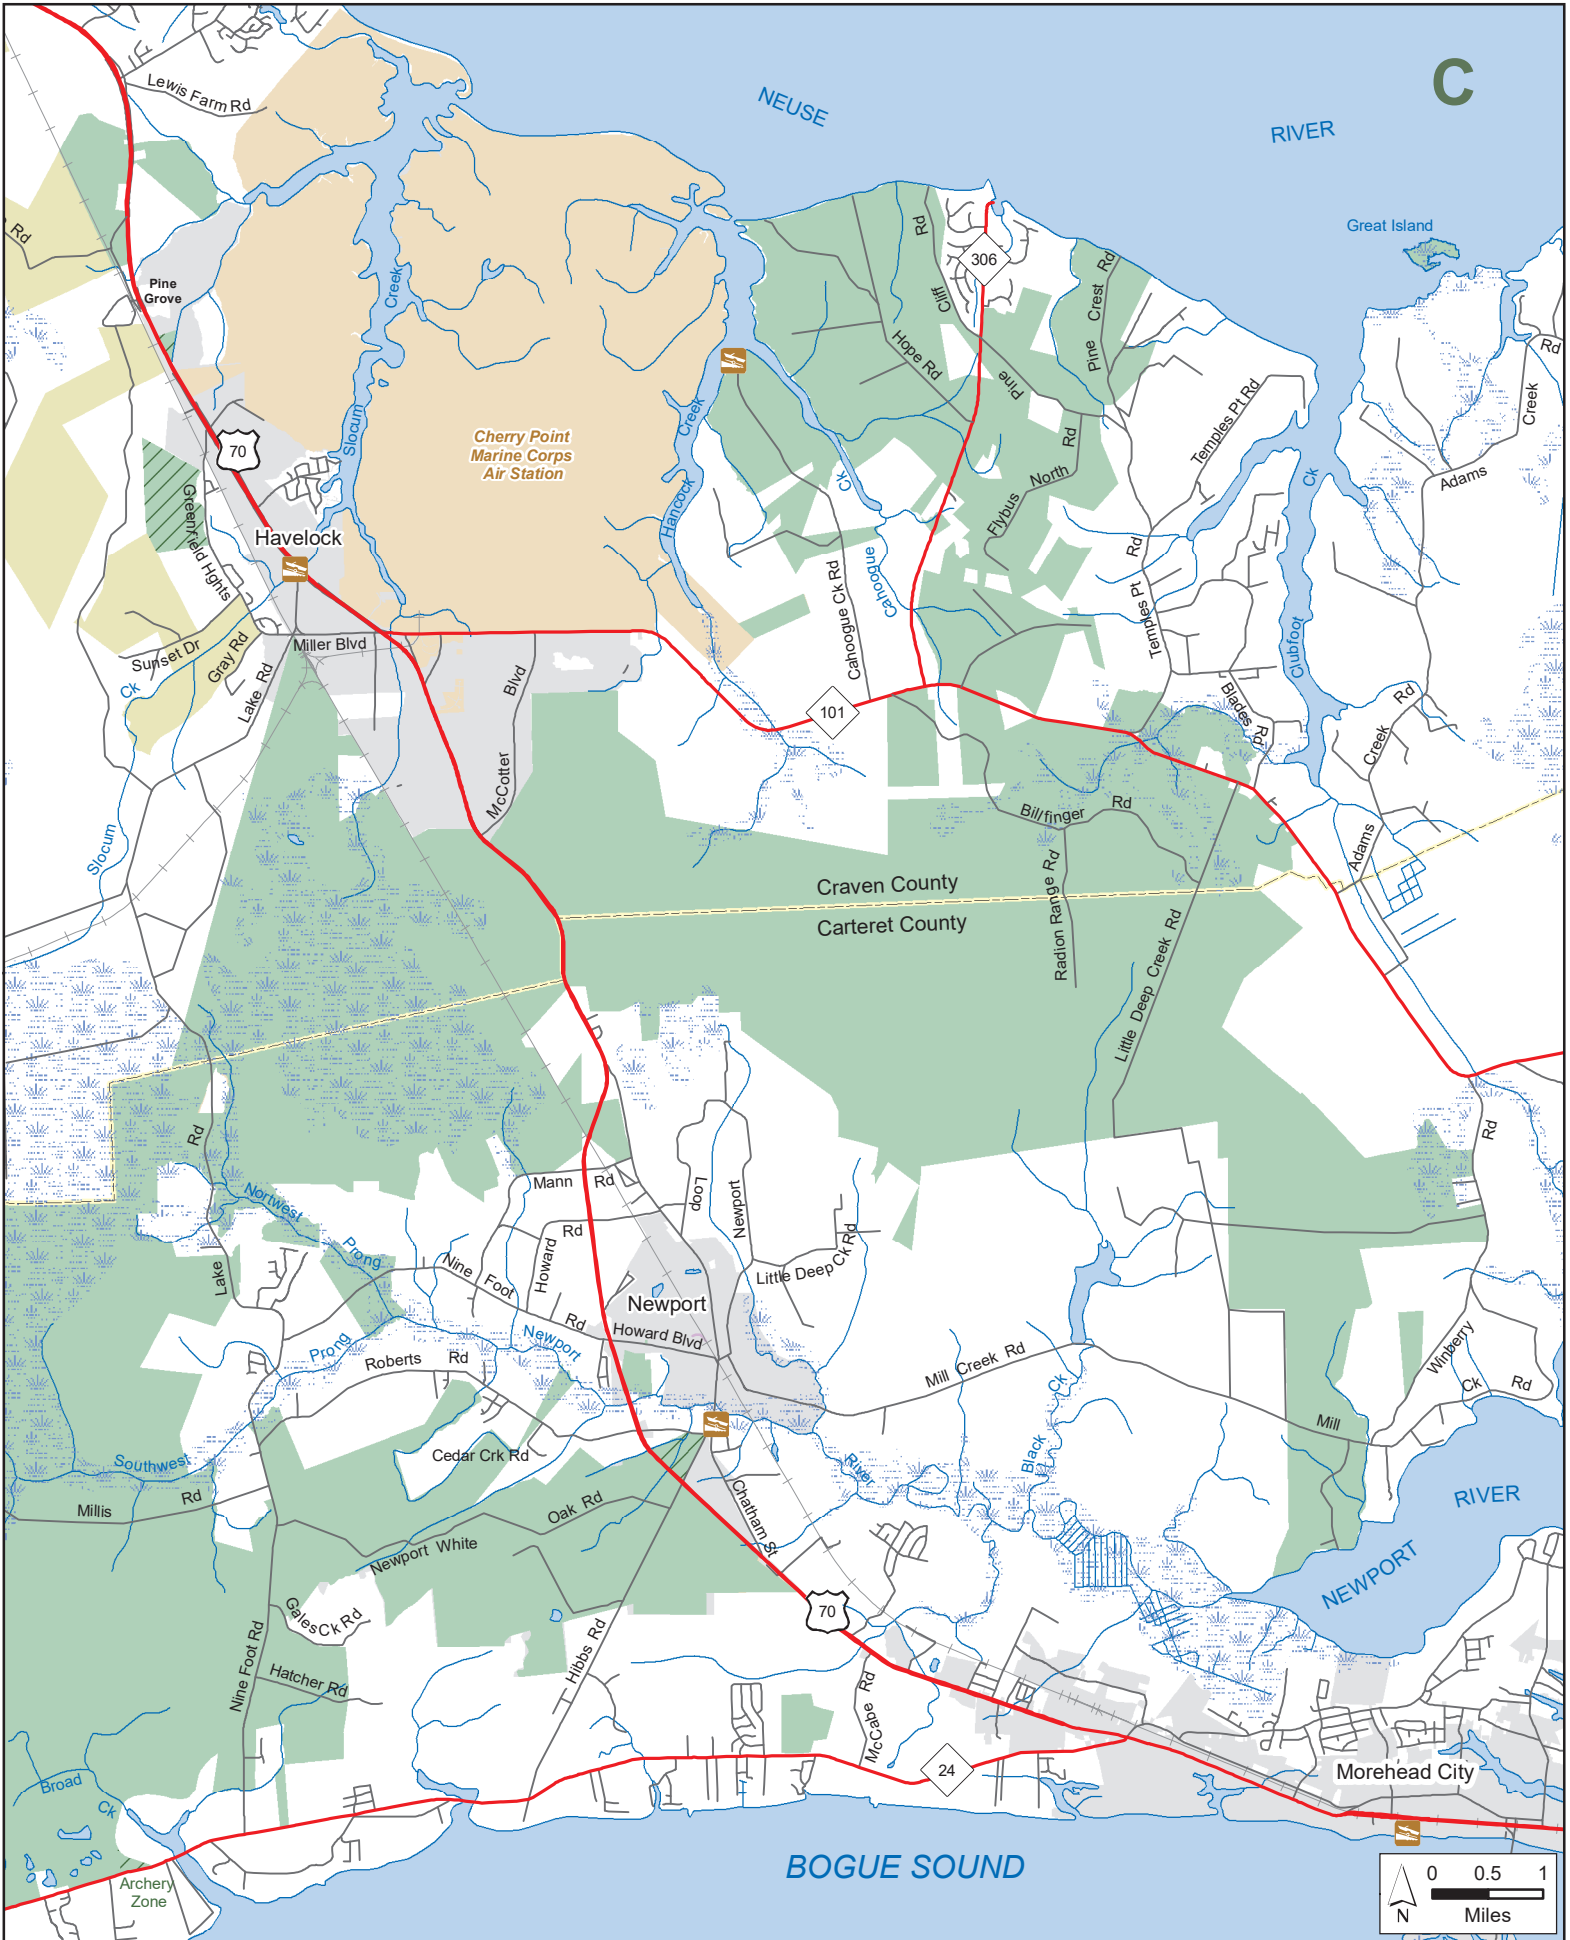 C
NEUSE
RIVER
Lewis Farm Rd
Rd
Great Island
306
Rd
Cliff
Pine
Hope Rd
Pine Crest Rd
Pine
Grove
Creek
Slocum
Rd
Creek
Adams
Temples Pt Rd
Cherry Point
Marine Corps
Air Station
70
Hancock
Creek
Ck
Cahoogue
Flybus
North
Rd
Greenfield Hghts
Havelock
Ck
Clubfoot
Temples Pt
Rd
Cahoogue Ck Rd
Sunset Dr
Gray Rd
Miller Blvd
Blvd
McCotter
Lake Rd
Ck
Slocum
101
Blades
Rd
Creek
Rd
Adams
Billfinger
Rd
Radion Range Rd
Craven County
Carteret County
Little Deep Creek Rd
Rd
Lake
Rd
Nortwest
Prong
Mann Rd
Loop
Newport
Howard
Rd
Nine
Foot
Rd
Little Deep
Ck Rd
Newport
Howard Blvd
Newport
Prong
Roberts Rd
Mill Creek Rd
Winberry
Ck Rd
Mill
Ck
Black
Cedar Crk Rd
Southwest
Millis
Rd
River
RIVER
NEWPORT
Oak Rd
Newport White
Chatham St
70
Gales Ck Rd
Nine Foot Rd
Hatcher Rd
Hibbs Rd
McCabe
Rd
24
Morehead City
Broad
Ck
Archery
Zone
BOGUE SOUND
0 0.5 1
Miles
N